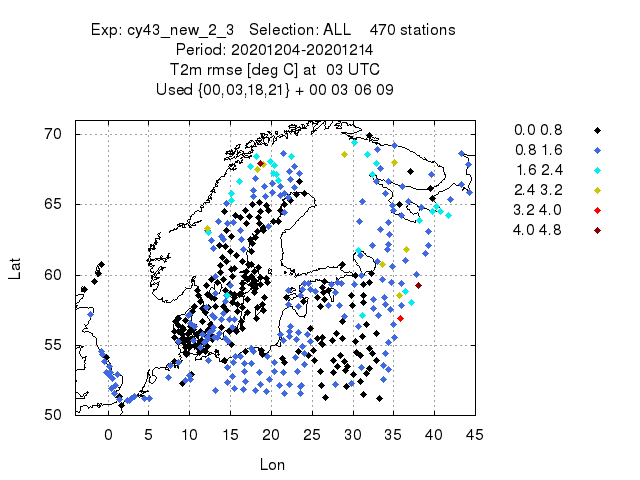 Exp: cy43_new_2_3 Selection: ALL 470 stations
Period: 20201204-20201214
T2m rmse [deg C] at 03 UTC
Used {00,03,18,21} + 00 03 06 09
70
65
60
55
50
0 5 10 15 20 25 30 35 40 45
Lat
Lon
0.0 0.8
0.8 1.6
1.6 2.4
2.4 3.2
3.2 4.0
4.0 4.8